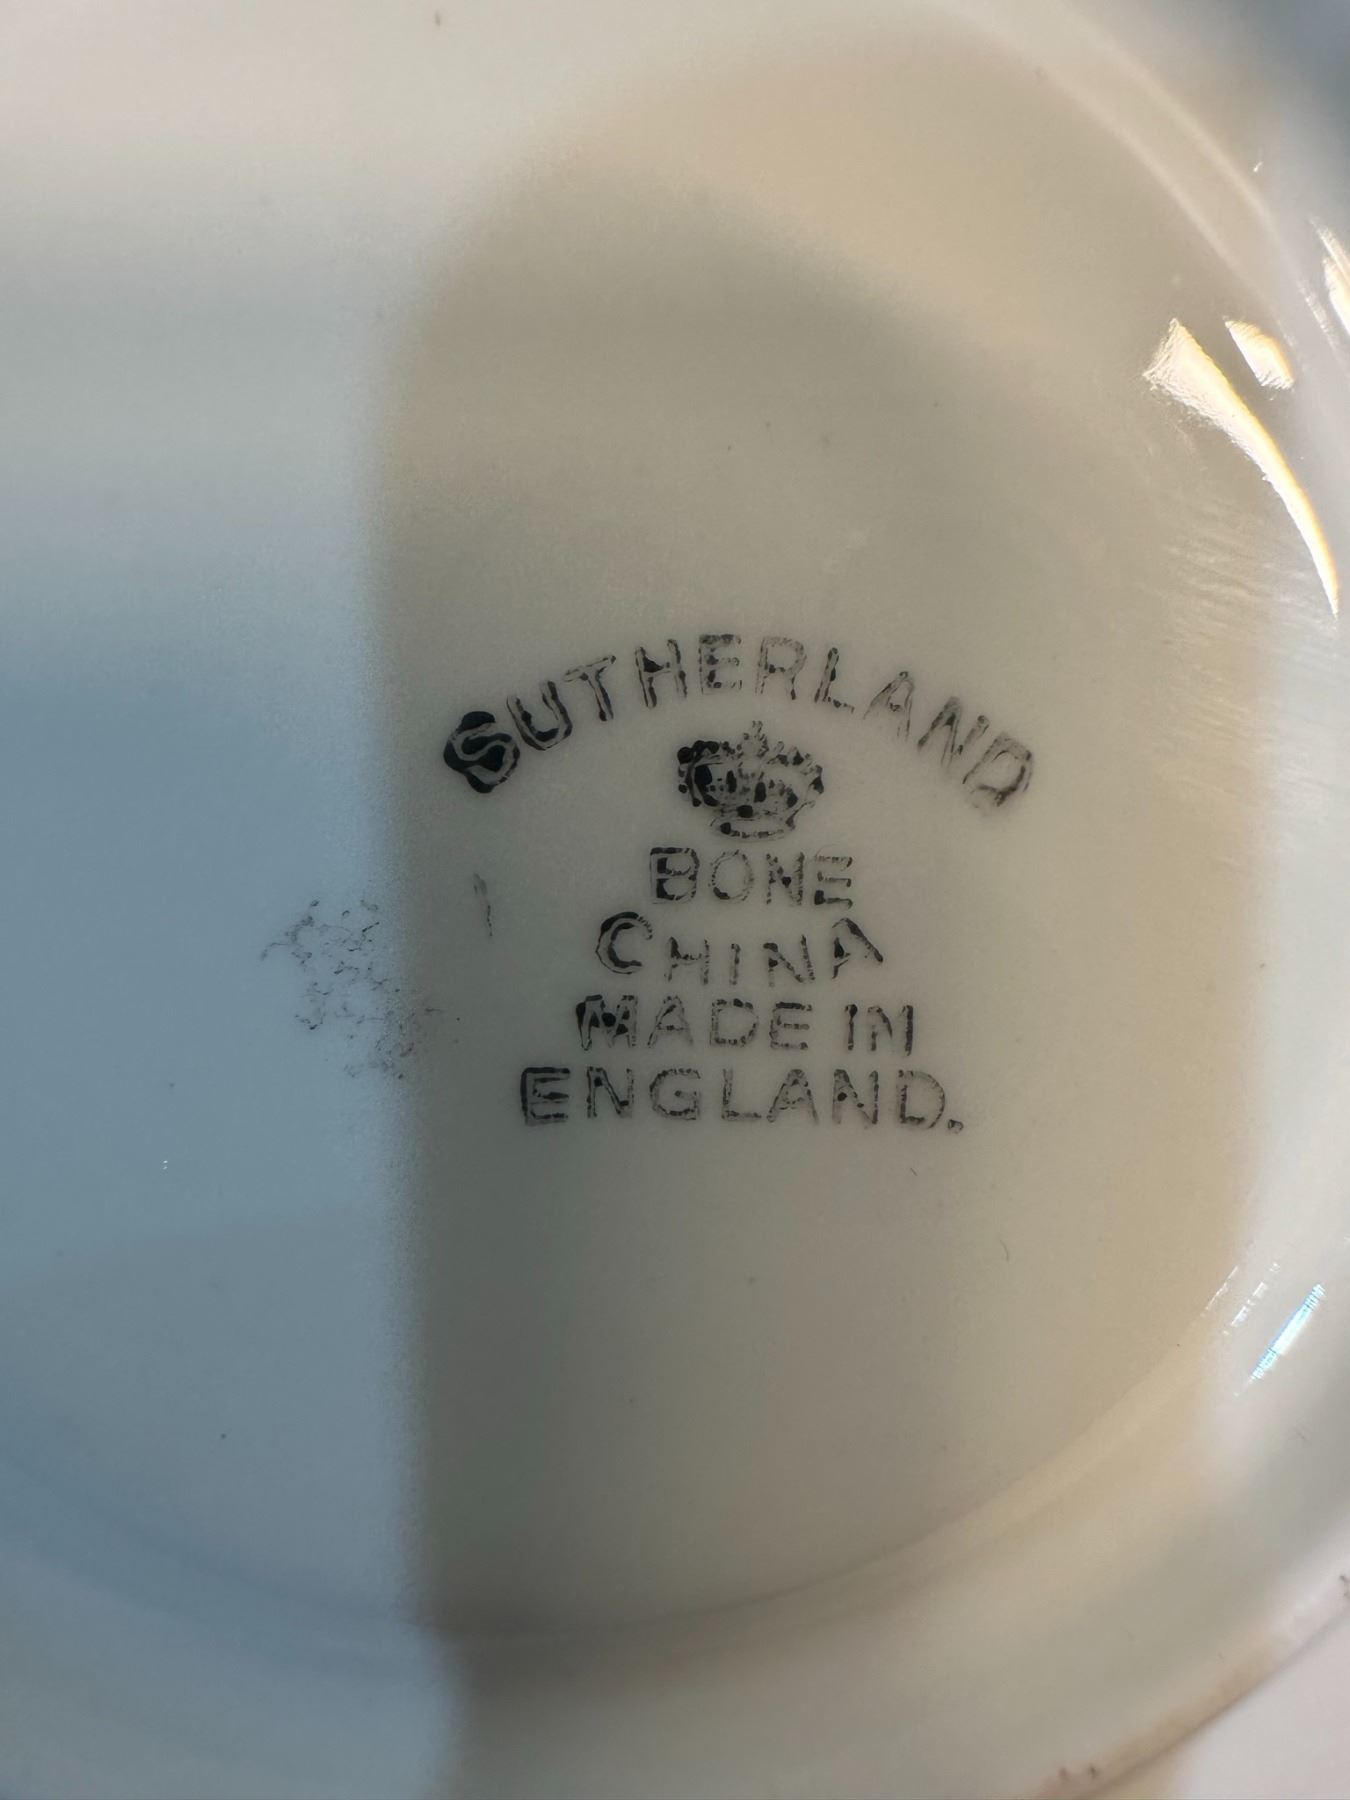 SUTHERLAND
BONE
CHINA
MADE IN
ENGLAND.